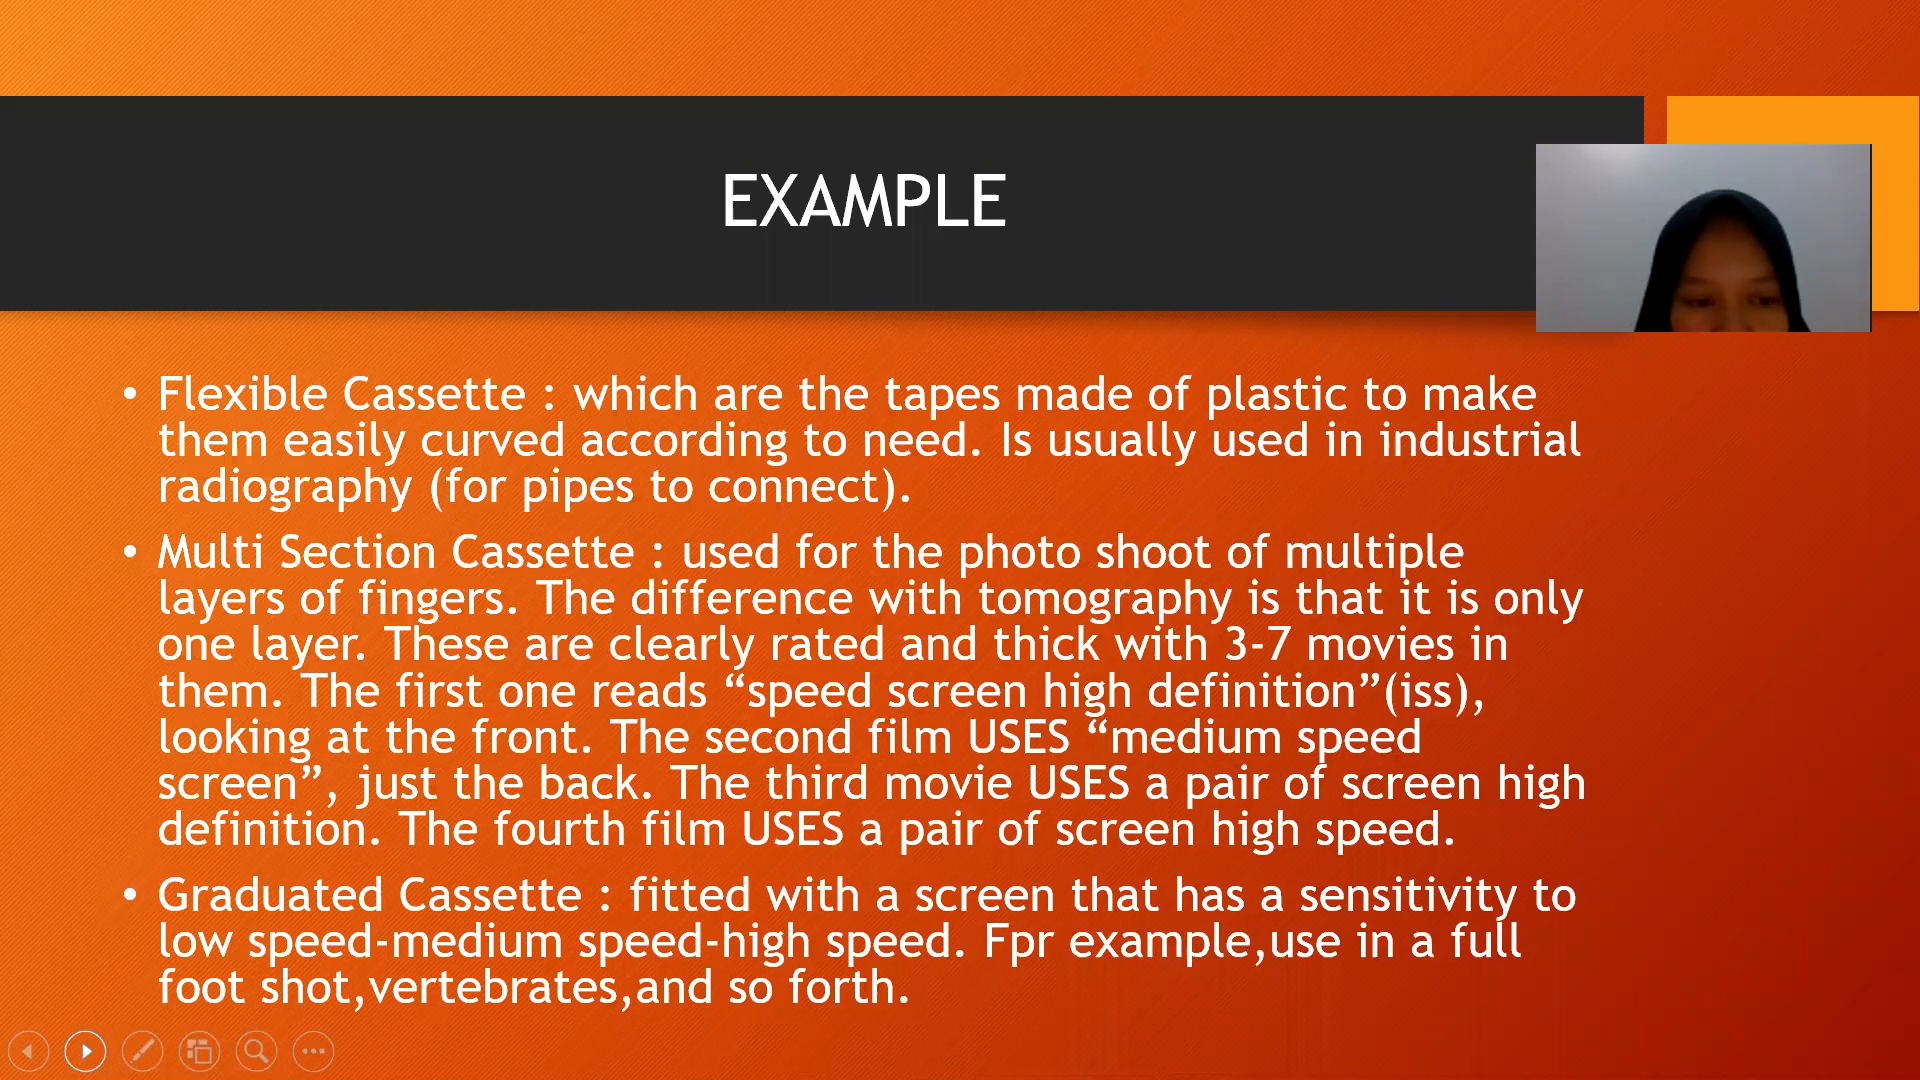 EXAMPLE
• Flexible Cassette : which are the tapes made of plastic to make
them easily curved according to need. Is usually used in industrial
radiography (for pipes to connect).
• Multi Section Cassette : used for the photo shoot of multiple
layers of fingers. The difference with tomography is that it is only
one layer. These are clearly rated and thick with 3-7 movies in
them. The first one reads “speed screen high definition”(iss),
looking at the front. The second film USES “medium speed
screen”, just the back. The third movie USES a pair of screen high
definition. The fourth film USES a pair of screen high speed.
• Graduated Cassette : fitted with a screen that has a sensitivity to
low speed-medium speed-high speed. Fpr example,use in a full
foot shot,vertebrates,and so forth.